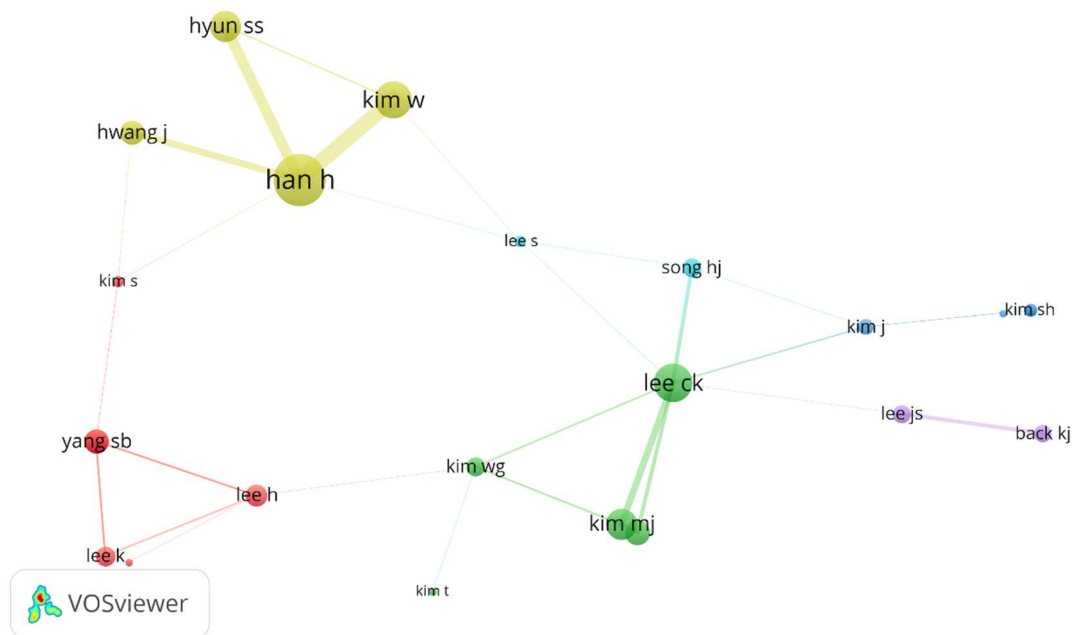 hyun ss
kim w
hwang j
han h
lee s
song hj
kim s
kim sh
kim j
lee ck
lee js
back kj
yang sb
kim wg
lee h
kim mj
lee k
kim t
VOSviewer